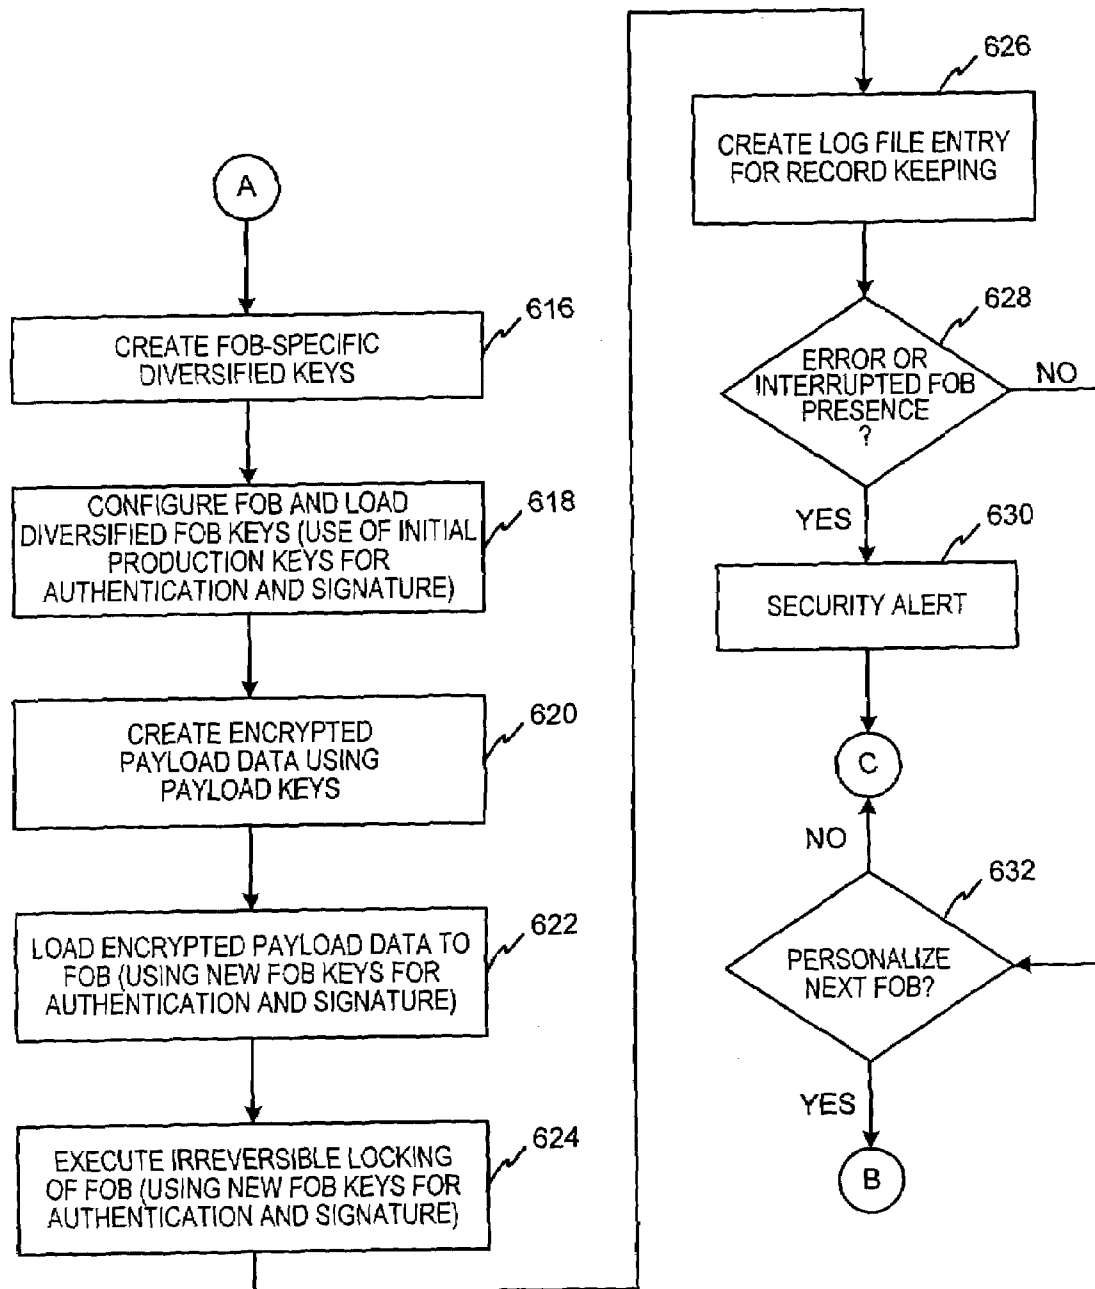 A
616
CREATE FOB-SPECIFIC
DIVERSIFIED KEYS
618
CONFIGURE FOB AND LOAD
DIVERSIFIED FOB KEYS (USE OF INITIAL
PRODUCTION KEYS FOR
AUTHENTICATION AND SIGNATURE)
620
CREATE ENCRYPTED
PAYLOAD DATA USING
PAYLOAD KEYS
622
LOAD ENCRYPTED PAYLOAD DATA TO
FOB (USING NEW FOB KEYS FOR
AUTHENTICATION AND SIGNATURE)
624
EXECUTE IRREVERSIBLE LOCKING
OF FOB (USING NEW FOB KEYS FOR
AUTHENTICATION AND SIGNATURE)
626
CREATE LOG FILE ENTRY
FOR RECORD KEEPING
628
ERROR OR
INTERRUPTED FOB
PRESENCE
?
NO
YES
630
SECURITY ALERT
C
NO
632
PERSONALIZE
NEXT FOB?
YES
B